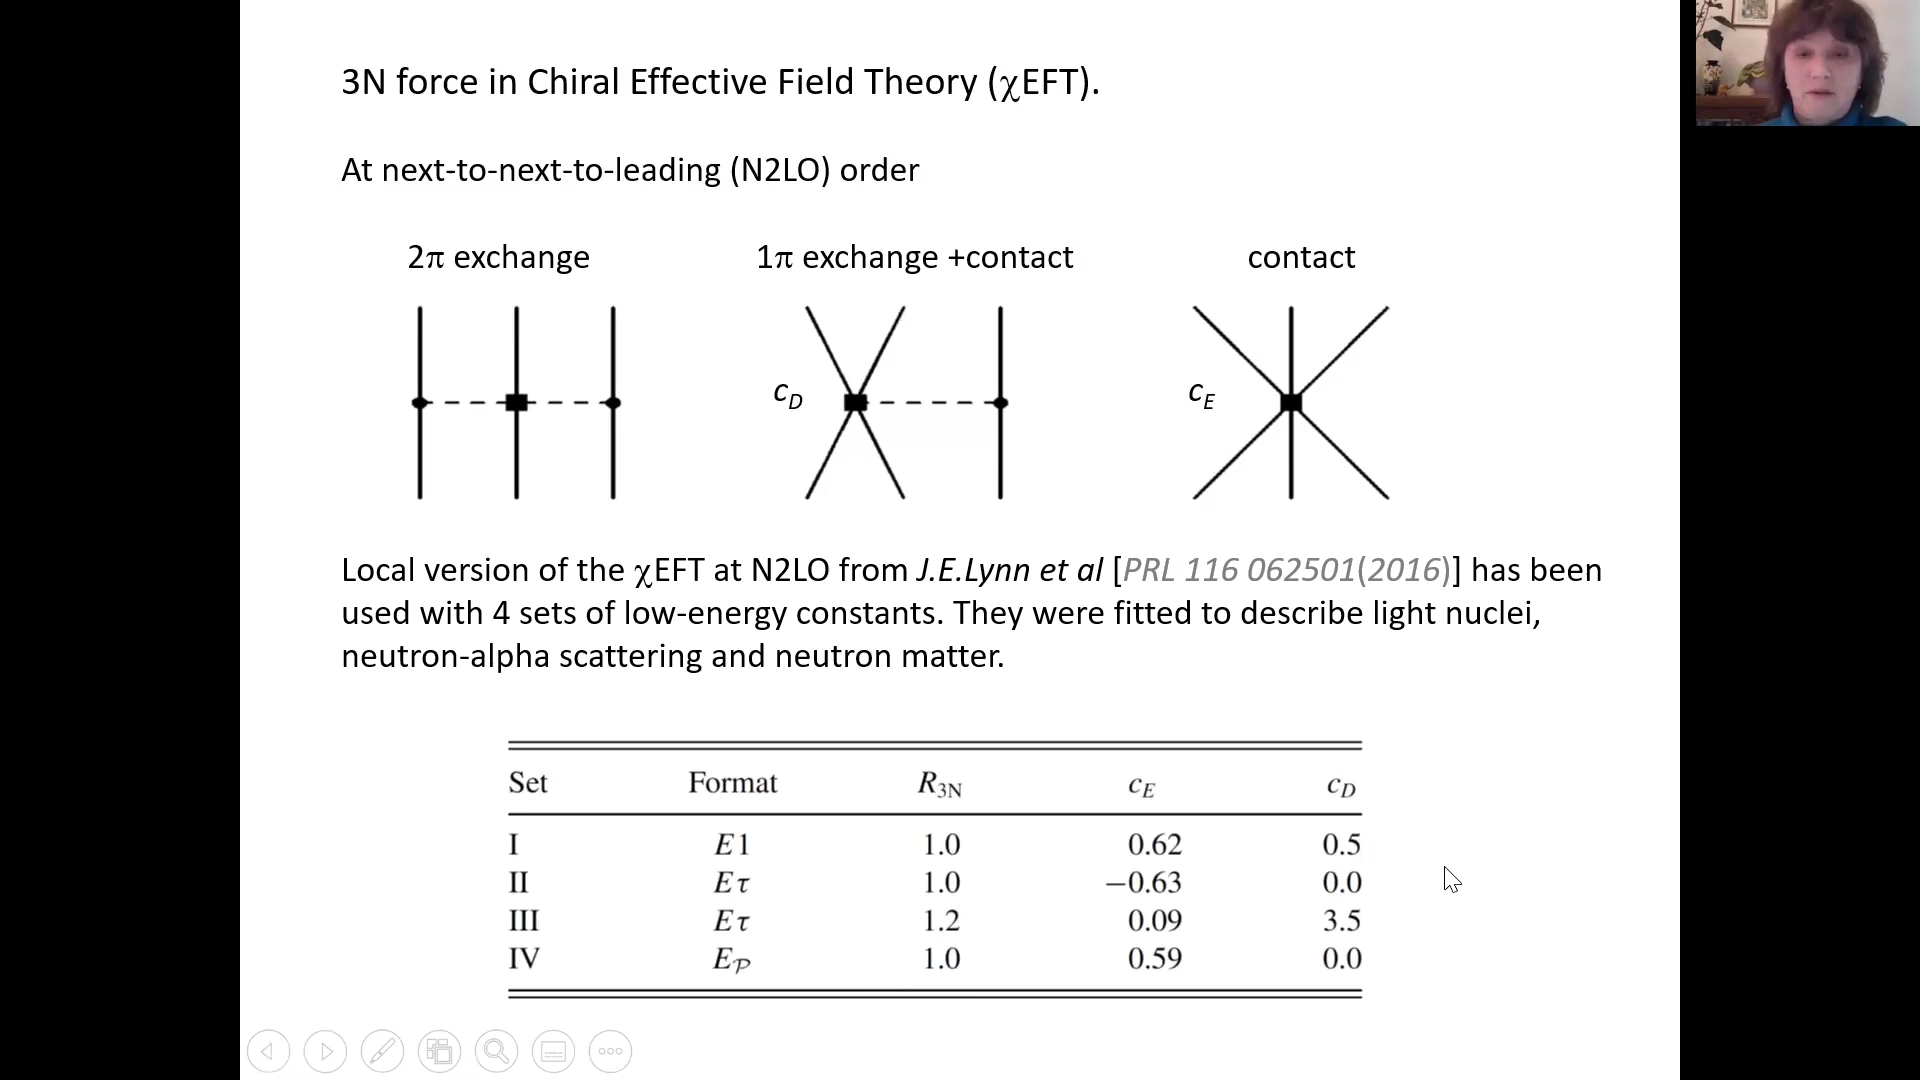 3N force in Chiral Effective Field Theory (χEFT).
At next-to-next-to-leading (N2LO) order
2π exchange 1π exchange +contact contact
c_D c_E
Local version of the χEFT at N2LO from J.E.Lynn et al [PRL 116 062501(2016)] has been
used with 4 sets of low-energy constants. They were fitted to describe light nuclei,
neutron-alpha scattering and neutron matter.
Set Format R_3N c_E c_D
I E1 1.0 0.62 0.5
II Eτ 1.0 −0.63 0.0
III Eτ 1.2 0.09 3.5
IV E_𝒫 1.0 0.59 0.0